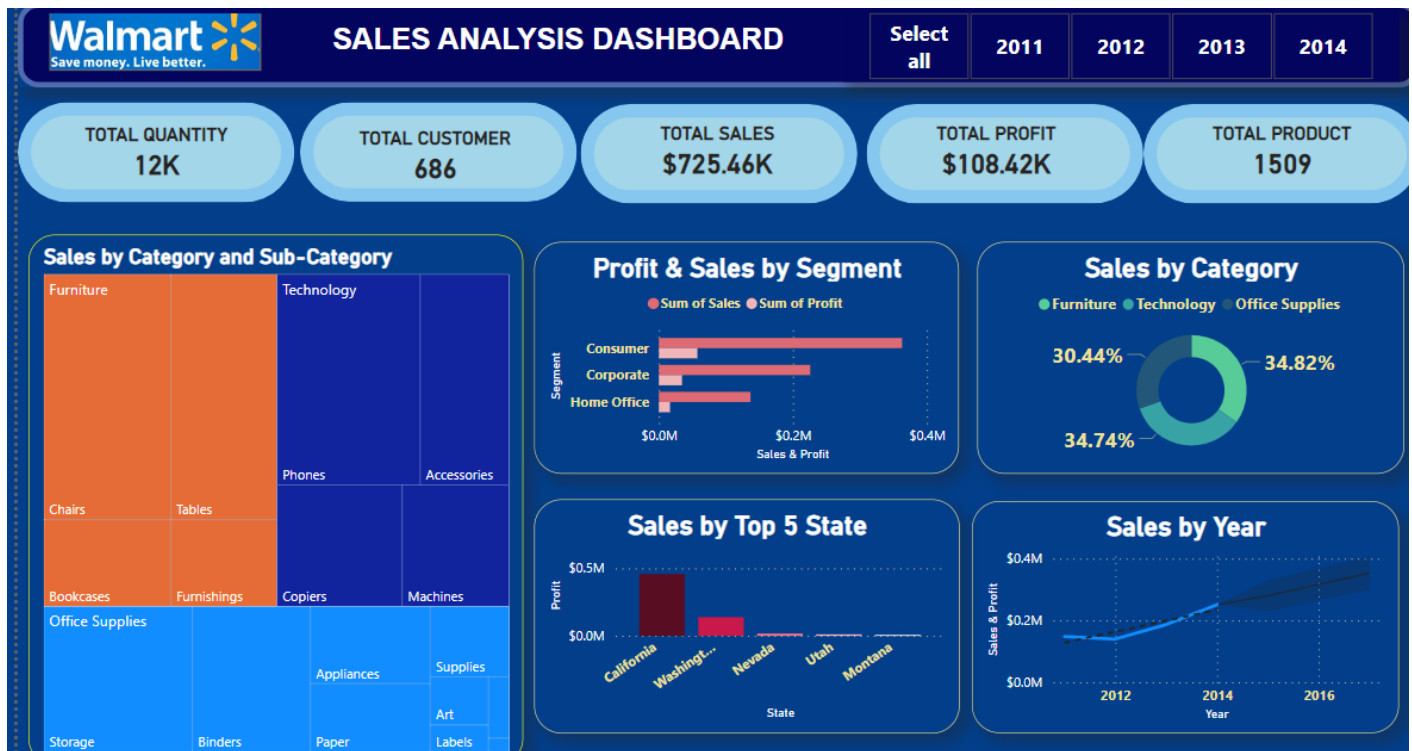 Walmart
Save money. Live better.
SALES ANALYSIS DASHBOARD
Select all
2011
2012
2013
2014
TOTAL QUANTITY
12K
TOTAL CUSTOMER
686
TOTAL SALES
$725.46K
TOTAL PROFIT
$108.42K
TOTAL PRODUCT
1509
Sales by Category and Sub-Category
Furniture
Chairs
Tables
Bookcases
Furnishings
Technology
Phones
Accessories
Copiers
Machines
Office Supplies
Storage
Binders
Appliances
Paper
Supplies
Art
Labels
Profit & Sales by Segment
Sum of Sales Sum of Profit
Segment
Consumer
Corporate
Home Office
$0.0M $0.2M $0.4M
Sales & Profit
Sales by Category
Furniture Technology Office Supplies
30.44%
34.82%
34.74%
Sales by Top 5 State
Profit
$0.5M
$0.0M
California
Washingt...
Nevada
Utah
Montana
State
Sales by Year
Sales & Profit
$0.4M
$0.2M
$0.0M
2012 2014 2016
Year